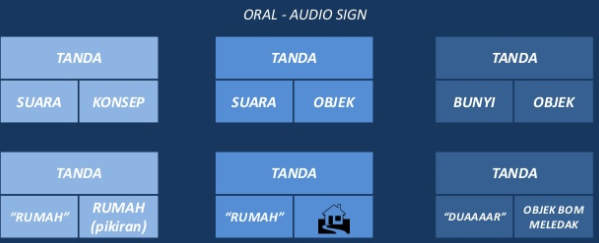 ORAL - AUDIO SIGN
TANDA
SUARA
KONSEP
TANDA
SUARA
OBJEK
TANDA
BUNYI
OBJEK
TANDA
"RUMAH"
RUMAH
(pikiran)
TANDA
"RUMAH"
TANDA
"DUAAAAR"
OBJEK BOM
MELEDAK